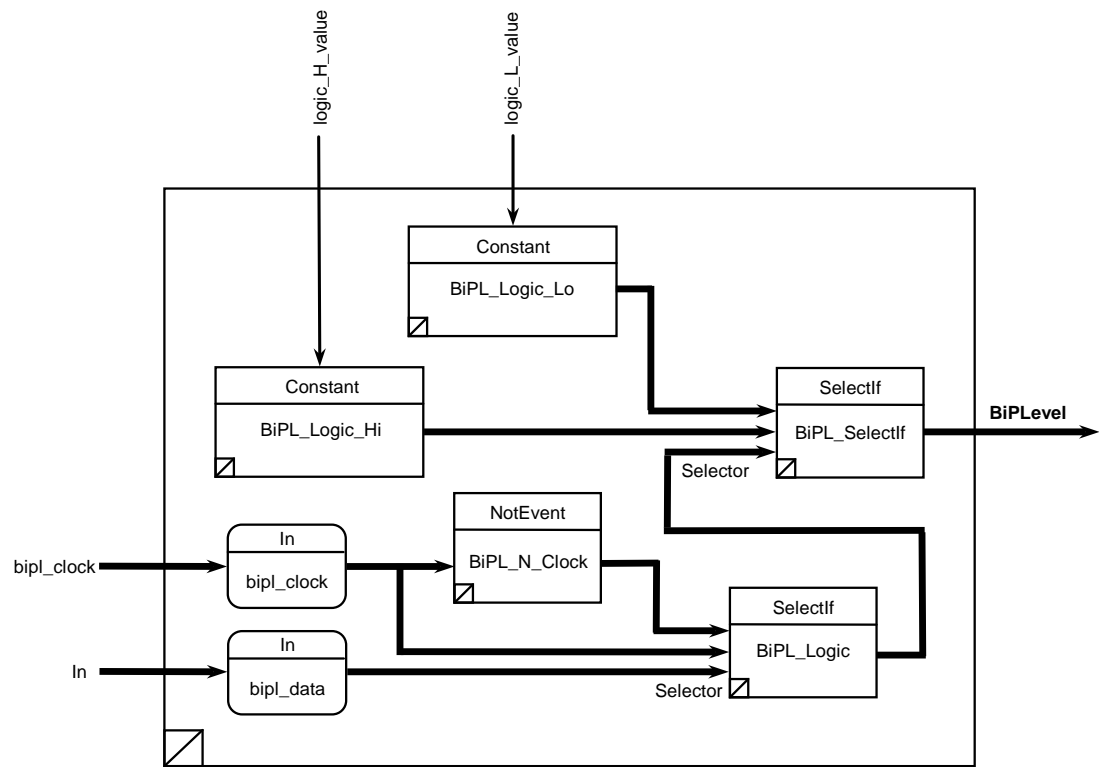 logic_H_value
logic_L_value
Constant
BiPL_Logic_Lo
Constant
BiPL_Logic_Hi
SelectIf
BiPL_SelectIf
BiPLevel
Selector
NotEvent
BiPL_N_Clock
bipl_clock
In
bipl_clock
SelectIf
BiPL_Logic
In
In
bipl_data
Selector